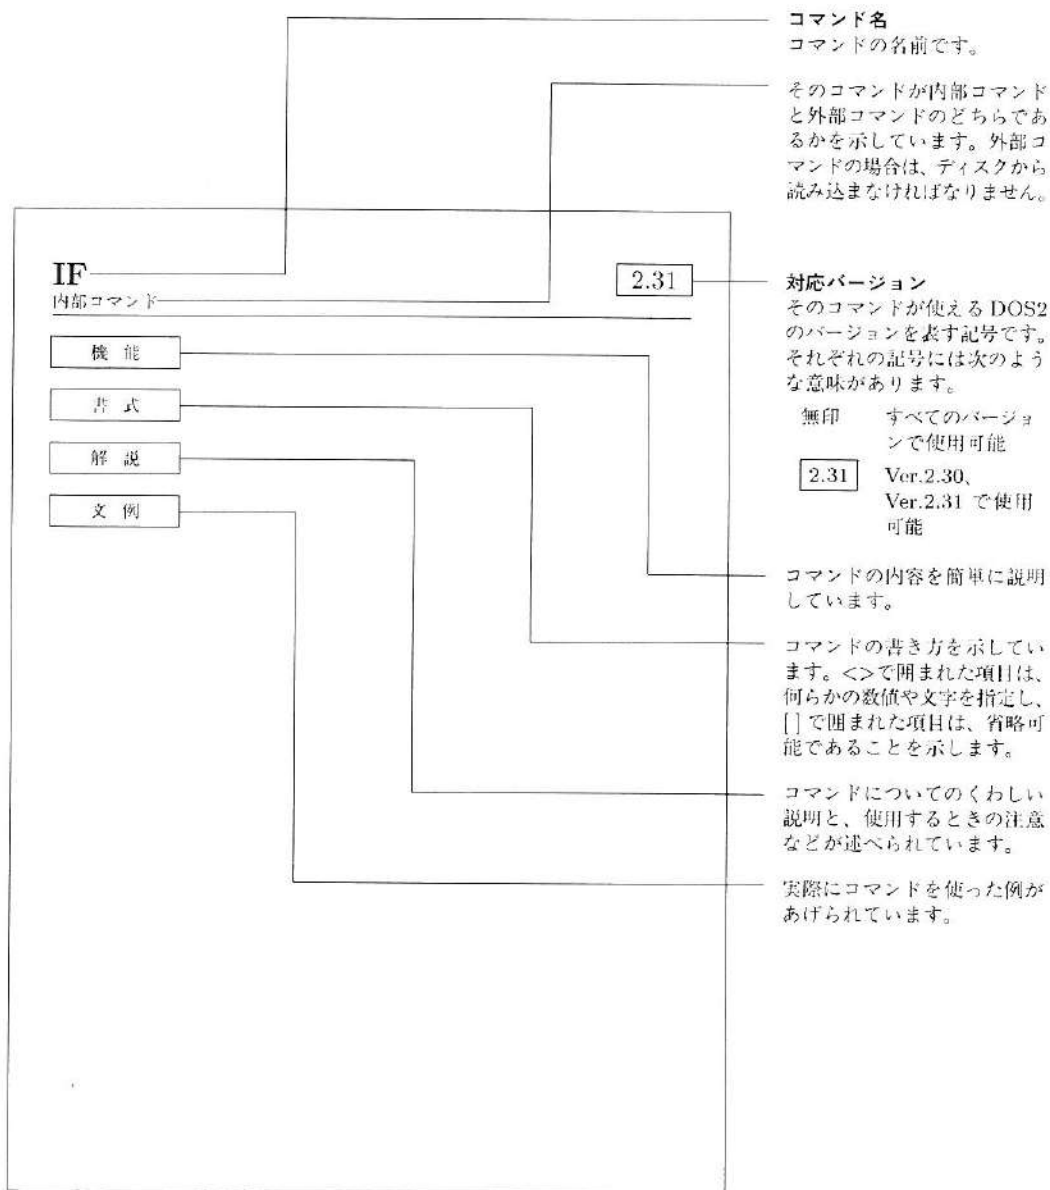 コマンド名
コマンドの名前です。
そのコマンドが内部コマンド
と外部コマンドのどちらであ
るかを示しています。外部コ
マンドの場合は、ディスクから
読み込まなければなりません。
IF
内部コマンド
2.31
機 能
書 式
解 説
文 例
対応バージョン
そのコマンドが使える DOS2
のバージョンを表す記号です。
それぞれの記号には次のよう
な意味があります。
無印 すべてのバージョ
ンで使用可能
2.31 Ver.2.30、
Ver.2.31 で使用
可能
コマンドの内容を簡単に説明
しています。
コマンドの書き方を示してい
ます。<>で囲まれた項目は、
何らかの数値や文字を指定し、
[ ] で囲まれた項目は、省略可
能であることを示します。
コマンドについてのくわしい
説明と、使用するときの注意
などが述べられています。
実際にコマンドを使った例が
あげられています。